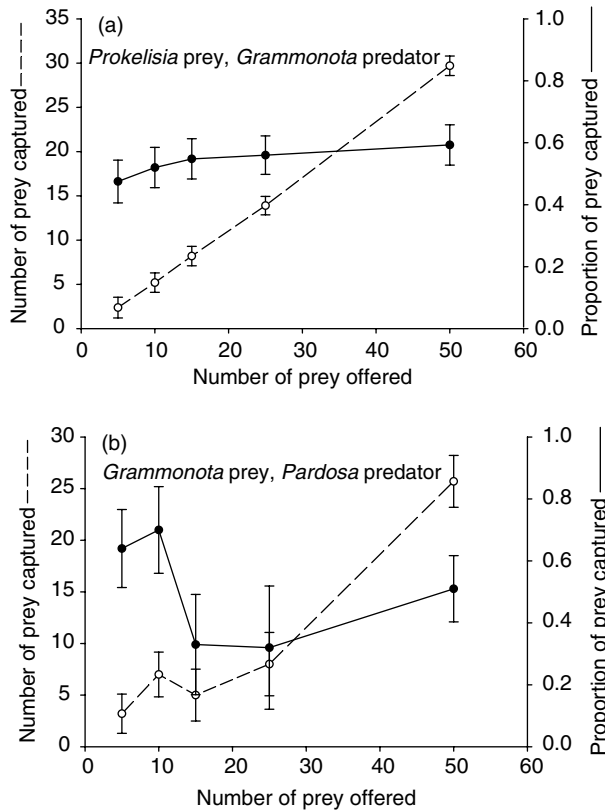 (a)
Prokelisia prey, Grammonota predator
Number of prey captured
35
30
25
20
15
10
5
0
1.0
0.8
0.6
0.4
0.2
0.0
Proportion of prey captured
0 10 20 30 40 50 60
Number of prey offered
(b)
Grammonota prey, Pardosa predator
Number of prey captured
30
25
20
15
10
5
0
1.0
0.8
0.6
0.4
0.2
0.0
Proportion of prey captured
0 10 20 30 40 50 60
Number of prey offered